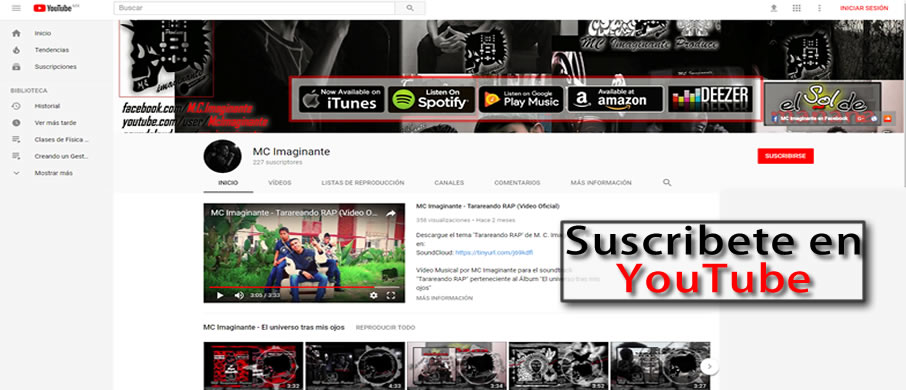 YouTube
Buscar
INICIAR SESIÓN
Inicio
Tendencias
Suscripciones
BIBLIOTECA
Historial
Ver más tarde
Clases de Física ...
Creando un Gest...
Mostrar más
MC
Imaginante
facebook.com/MC.Imaginante
youtube.com/user/Mcimaginante
MC Imaginante Produce
Now Available on
iTunes
LISTEN ON
Spotify
Listen on Google
Play Music
Available at
amazon
DEEZER
el Sol de
MC Imaginante en Facebook
MC Imaginante
227 suscriptores
SUSCRIBIRSE
INICIO
VÍDEOS
LISTAS DE REPRODUCCIÓN
CANALES
COMENTARIOS
MÁS INFORMACIÓN
MC Imaginante - Tarareando RAP (Video O...
3:05 / 3:33
MC Imaginante - Tarareando RAP (Video Oficial)
358 visualizaciones • Hace 2 meses
Descargue el tema 'Tarareando RAP' de M. C. Ima
en:
SoundCloud: https://tinyurl.com/j69kdfl
Vídeo Musical por MC Imaginante para el soundt
"Tarareando RAP" perteneciente al Álbum "El universo tras mis
ojos"
MÁS INFORMACIÓN
Suscribete en
YouTube
MC Imaginante - El universo tras mis ojos
REPRODUCIR TODO
3:32
4:33
3:34
3:52
3:27